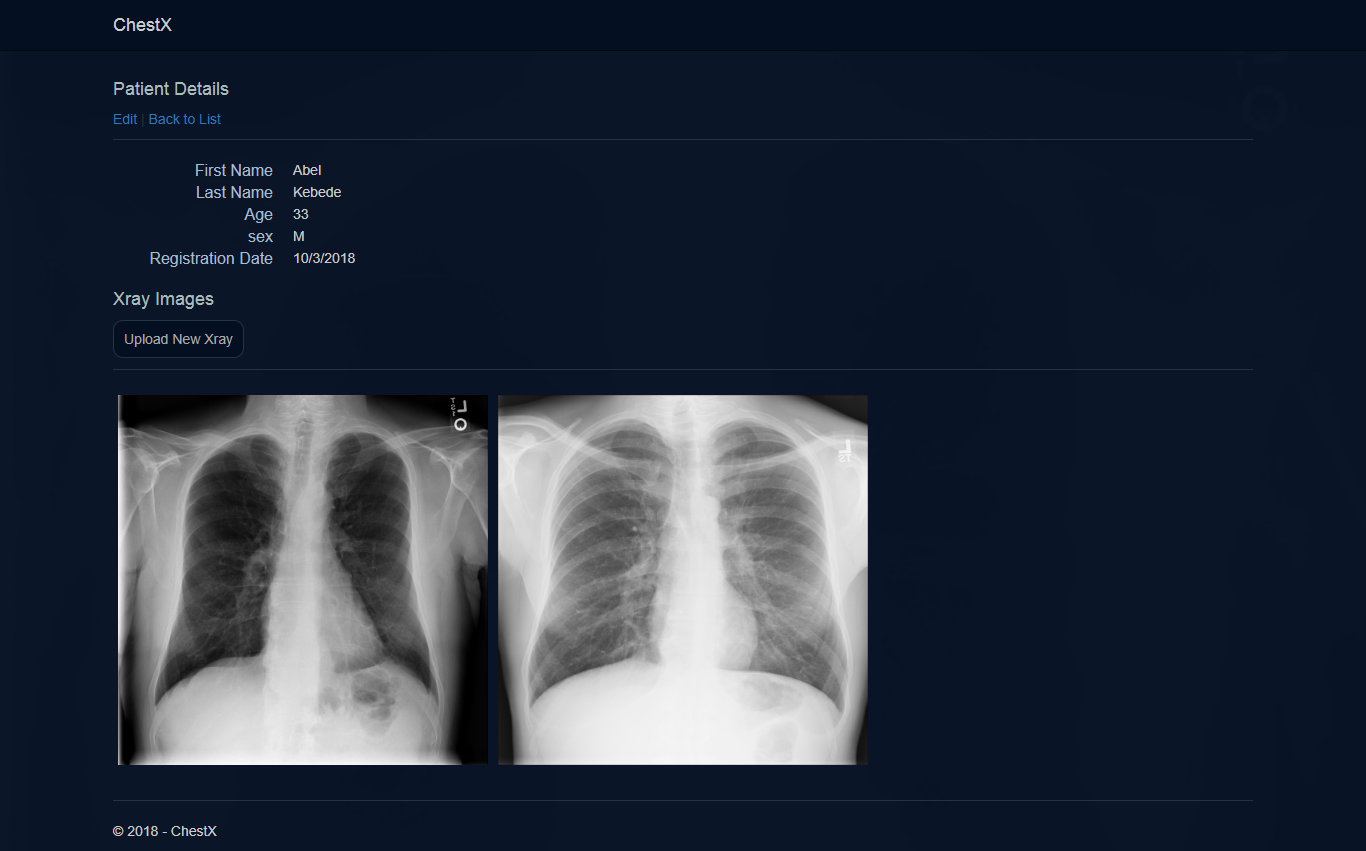 ChestX
Patient Details
Edit | Back to List
First Name Abel
Last Name Kebede
Age 33
sex M
Registration Date 10/3/2018
Xray Images
Upload New Xray
L
© 2018 - ChestX